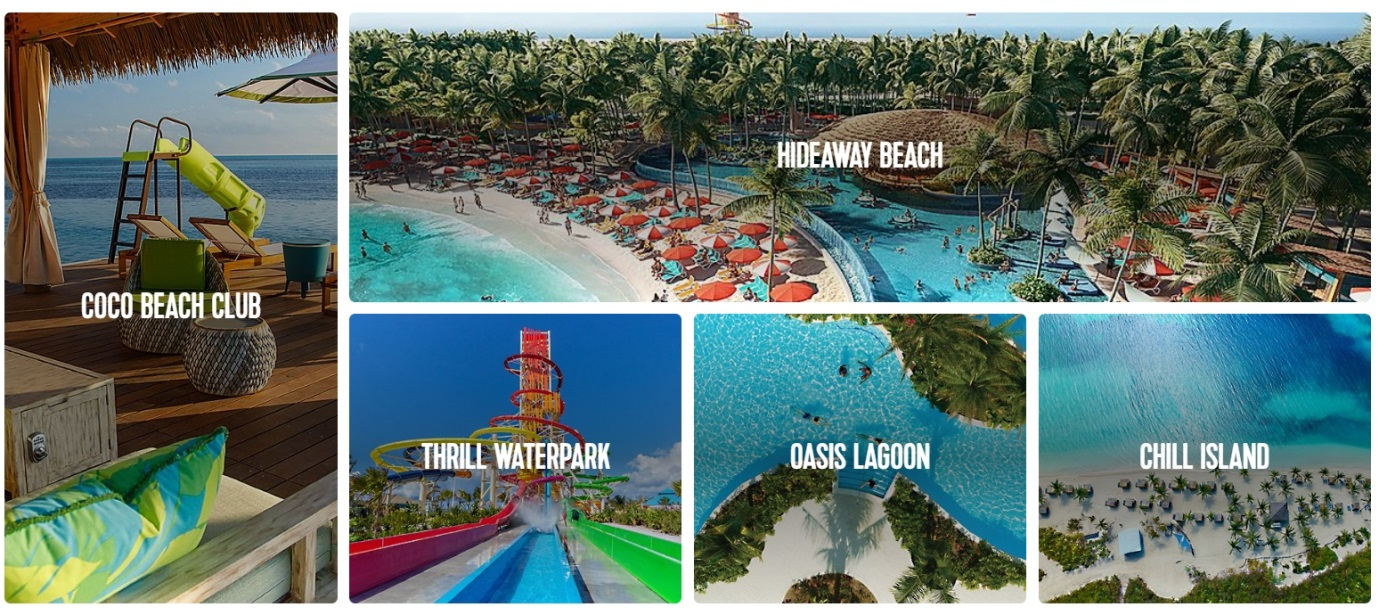 COCO BEACH CLUB
HIDEAWAY BEACH
THRILL WATERPARK
OASIS LAGOON
CHILL ISLAND